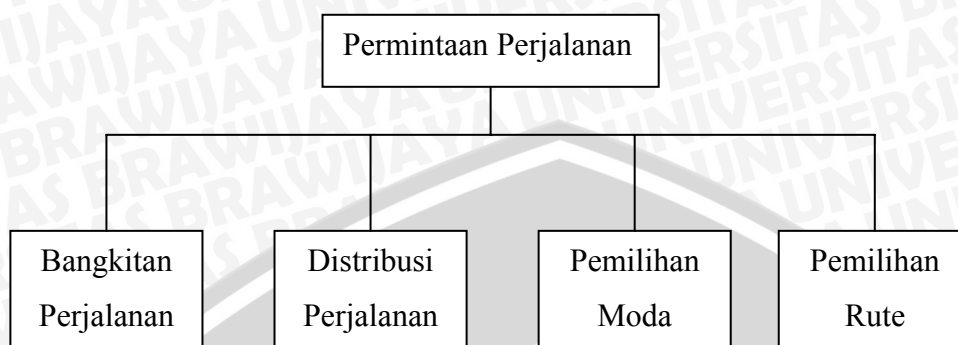 Permintaan Perjalanan
Bangkitan
Perjalanan
Distribusi
Perjalanan
Pemilihan
Moda
Pemilihan
Rute